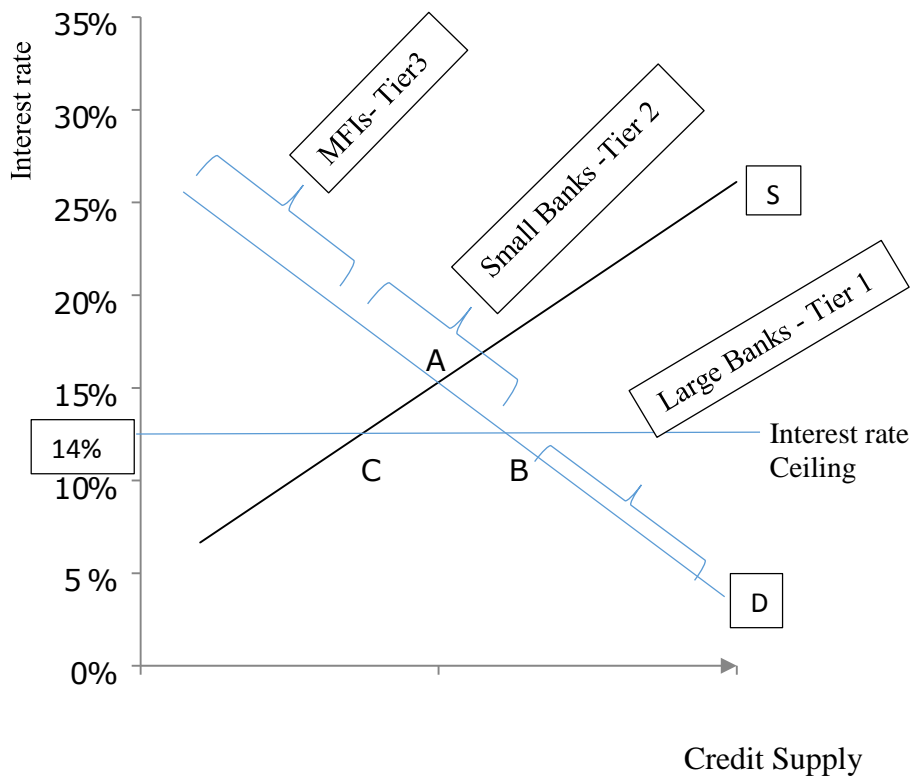 35%
30%
25%
20%
15%
14%
10%
5%
0%
Interest rate
MFIs- Tier3
Small Banks -Tier 2
Large Banks - Tier 1
S
A
Interest rate
Ceiling
C
B
D
Credit Supply